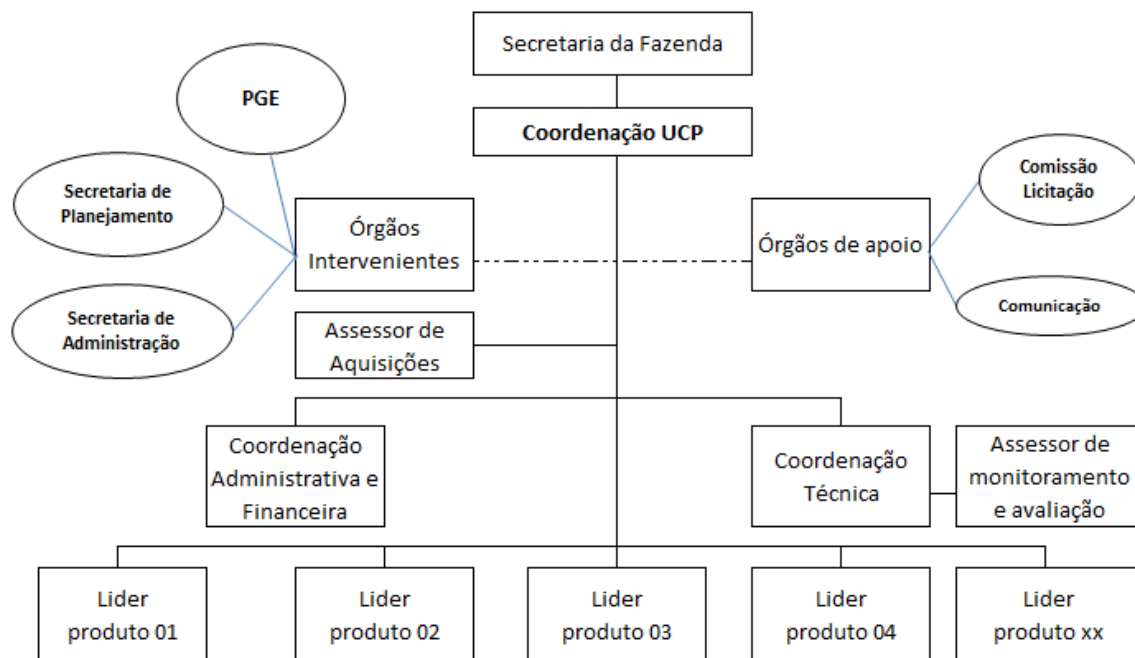 Secretaria da Fazenda
PGE
Coordenação UCP
Comissão
Licitação
Secretaria de
Planejamento
Órgãos
Intervenientes
Órgãos de apoio
Comunicação
Secretaria de
Administração
Assessor de
Aquisições
Coordenação
Administrativa e
Financeira
Coordenação
Técnica
Assessor de
monitoramento
e avaliação
Lider
produto 01
Lider
produto 02
Lider
produto 03
Lider
produto 04
Lider
produto xx